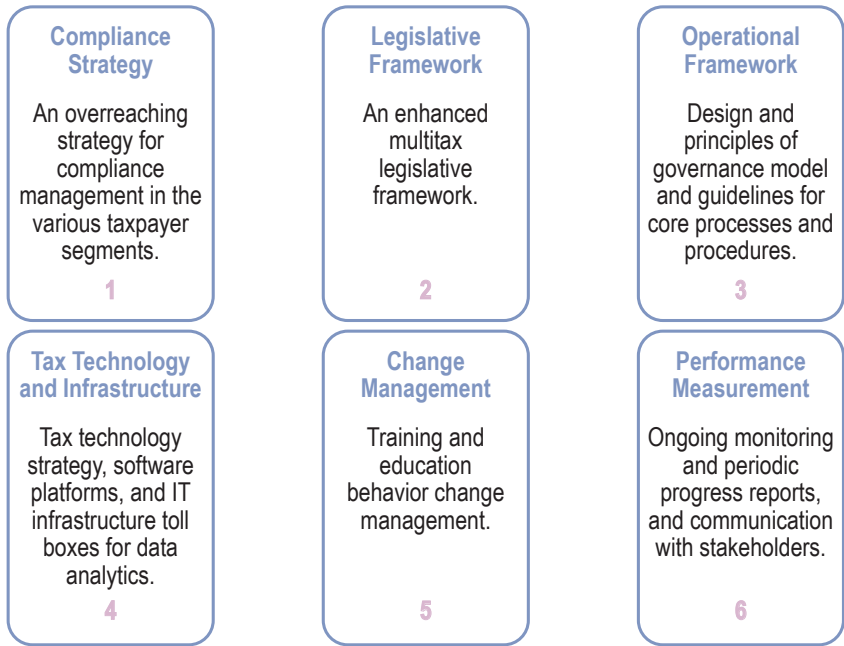 Compliance
Strategy
An overreaching
strategy for
compliance
management in the
various taxpayer
segments.
1
Legislative
Framework
An enhanced
multitax
legislative
framework.
2
Operational
Framework
Design and
principles of
governance model
and guidelines for
core processes and
procedures.
3
Tax Technology
and Infrastructure
Tax technology
strategy, software
platforms, and IT
infrastructure toll
boxes for data
analytics.
4
Change
Management
Training and
education
behavior change
management.
5
Performance
Measurement
Ongoing monitoring
and periodic
progress reports,
and communication
with stakeholders.
6